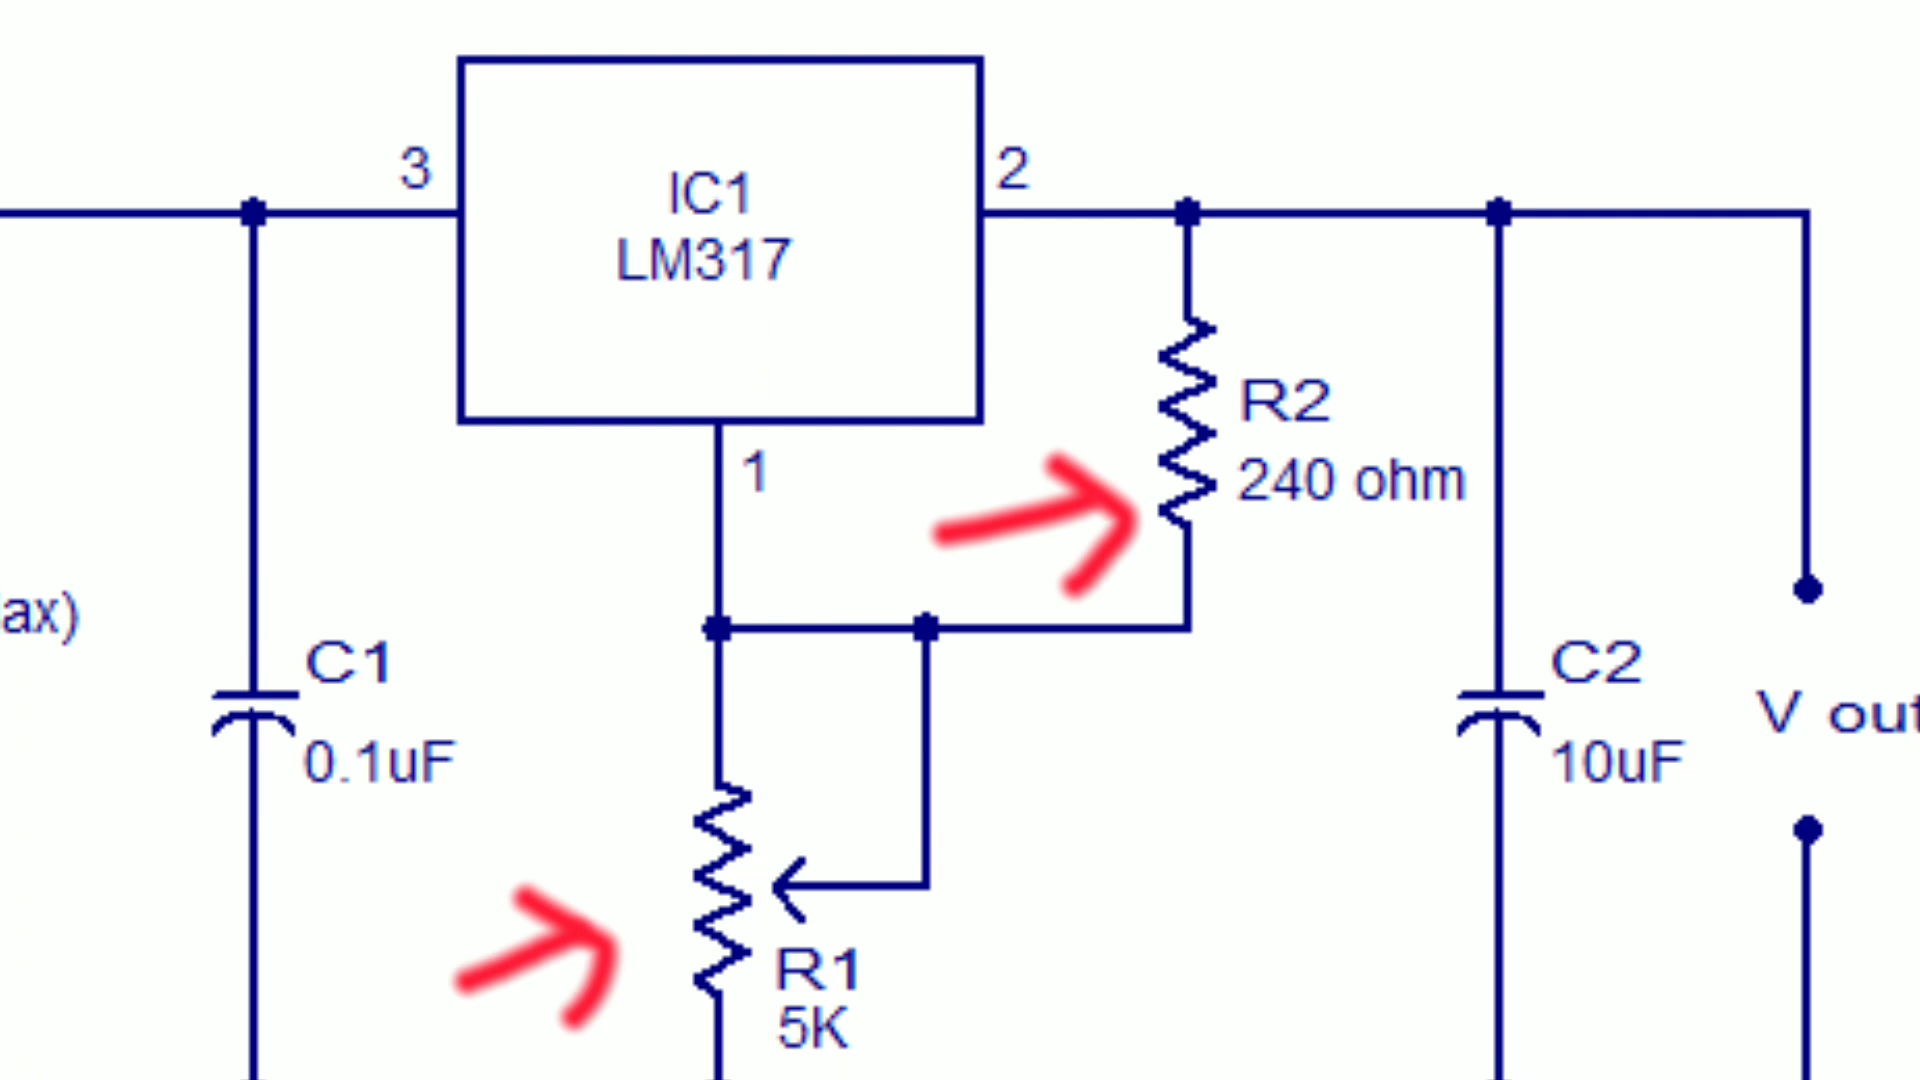 3
IC1
LM317
2
1
R2
240 ohm
ax)
C1
0.1uF
C2
10uF
V out
R1
5K